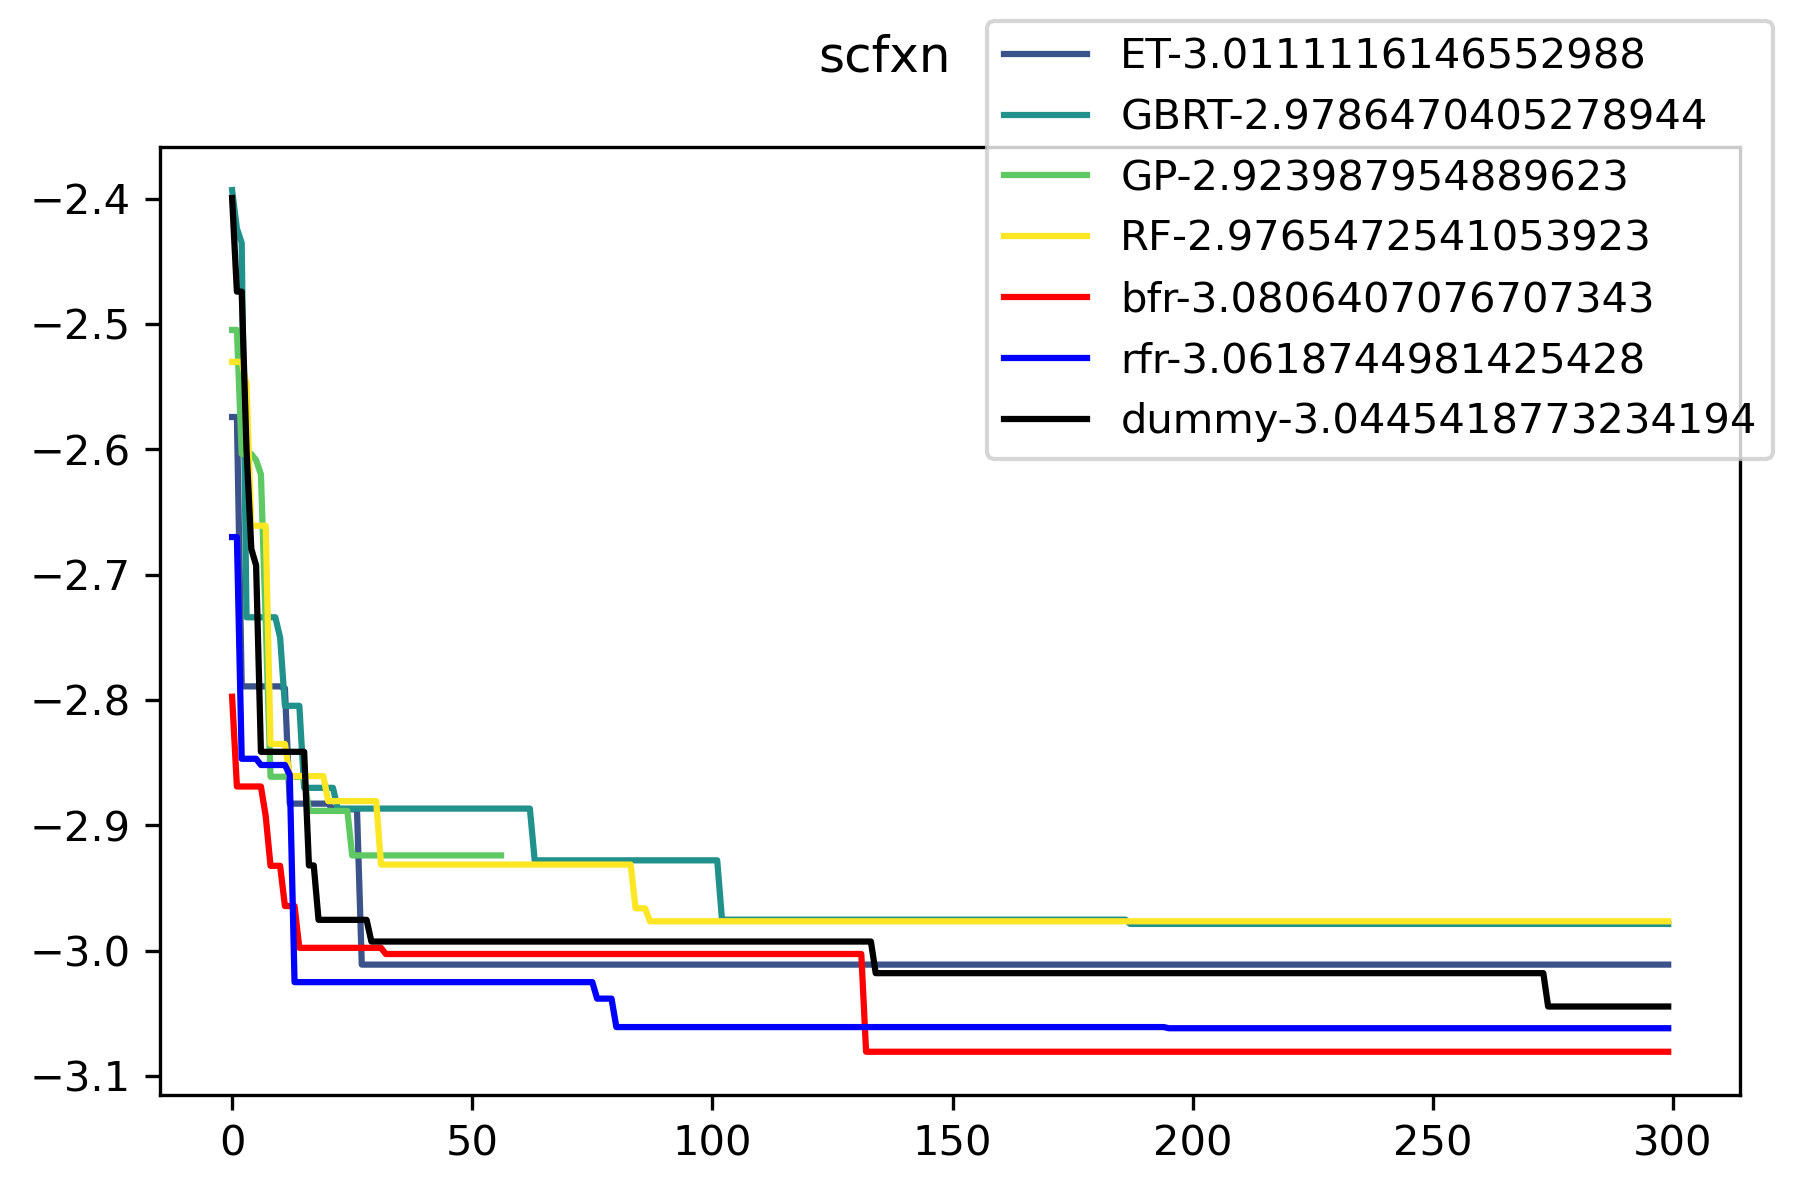 scfxn
ET-3.0111116146552988
GBRT-2.9786470405278944
GP-2.923987954889623
RF-2.9765472541053923
bfr-3.0806407076707343
rfr-3.0618744981425428
dummy-3.0445418773234194
−2.4
−2.5
−2.6
−2.7
−2.8
−2.9
−3.0
−3.1
0 50 100 150 200 250 300